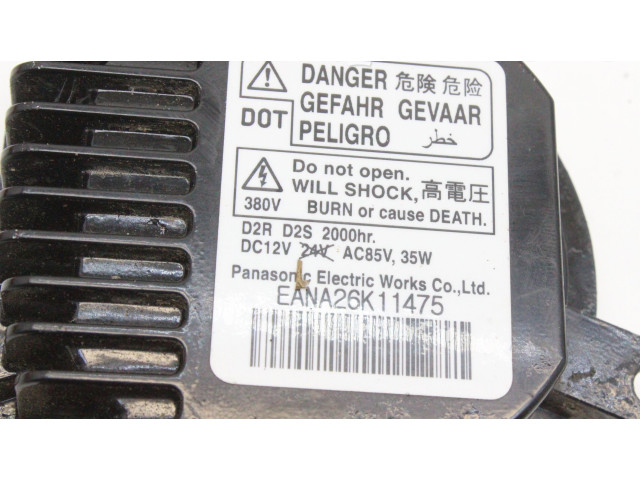 DANGER 危険 危险
GEFAHR GEVAAR
DOT PELIGRO خطر
Do not open.
WILL SHOCK, 高電圧
380V BURN or cause DEATH.
D2R D2S 2000hr.
DC12V 24V AC85V, 35W
Panasonic Electric Works Co.,Ltd.
EANA26K11475